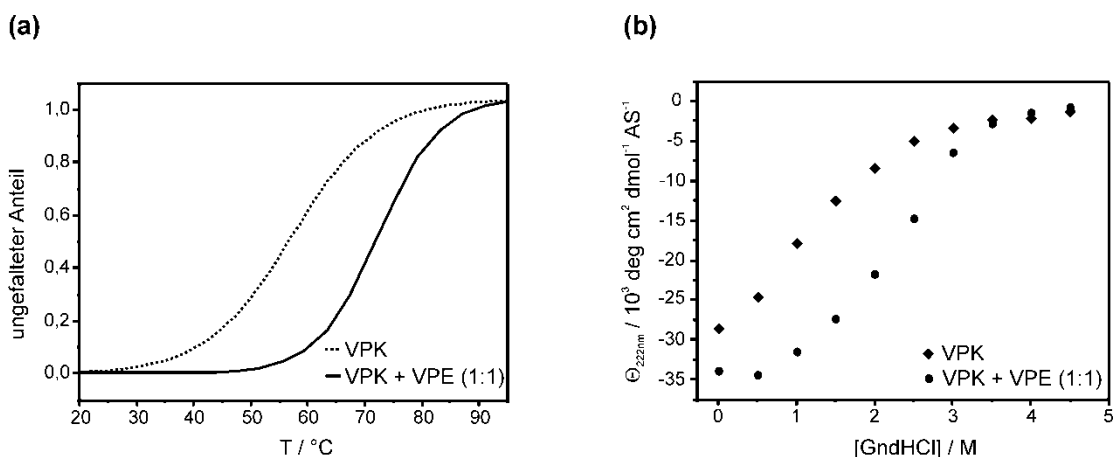 (a)
(b)
ungefalteter Anteil
1,0
0,8
0,6
0,4
0,2
0,0
20 30 40 50 60 70 80 90
T / °C
VPK
VPK + VPE (1:1)
Θ222nm / 10³ deg cm² dmol⁻¹ AS⁻¹
0
-5
-10
-15
-20
-25
-30
-35
0 1 2 3 4 5
[GndHCl] / M
VPK
VPK + VPE (1:1)